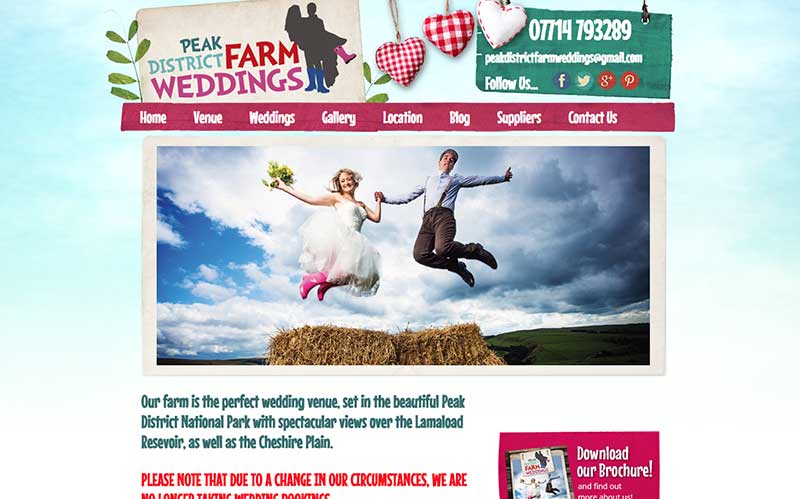 PEAK
DISTRICT FARM
WEDDINGS
07714 793289
peakdistrictfarmweddings@gmail.com
Follow Us...
Home Venue Weddings Gallery Location Blog Suppliers Contact Us
Our farm is the perfect wedding venue, set in the beautiful Peak
District National Park with spectacular views over the Lamaload
Resevoir, as well as the Cheshire Plain.
PLEASE NOTE THAT DUE TO A CHANGE IN OUR CIRCUMSTANCES, WE ARE
NO LONGER TAKING WEDDING BOOKINGS
PEAK
DISTRICT FARM
WEDDINGS
Download
our Brochure!
and find out
more about us!